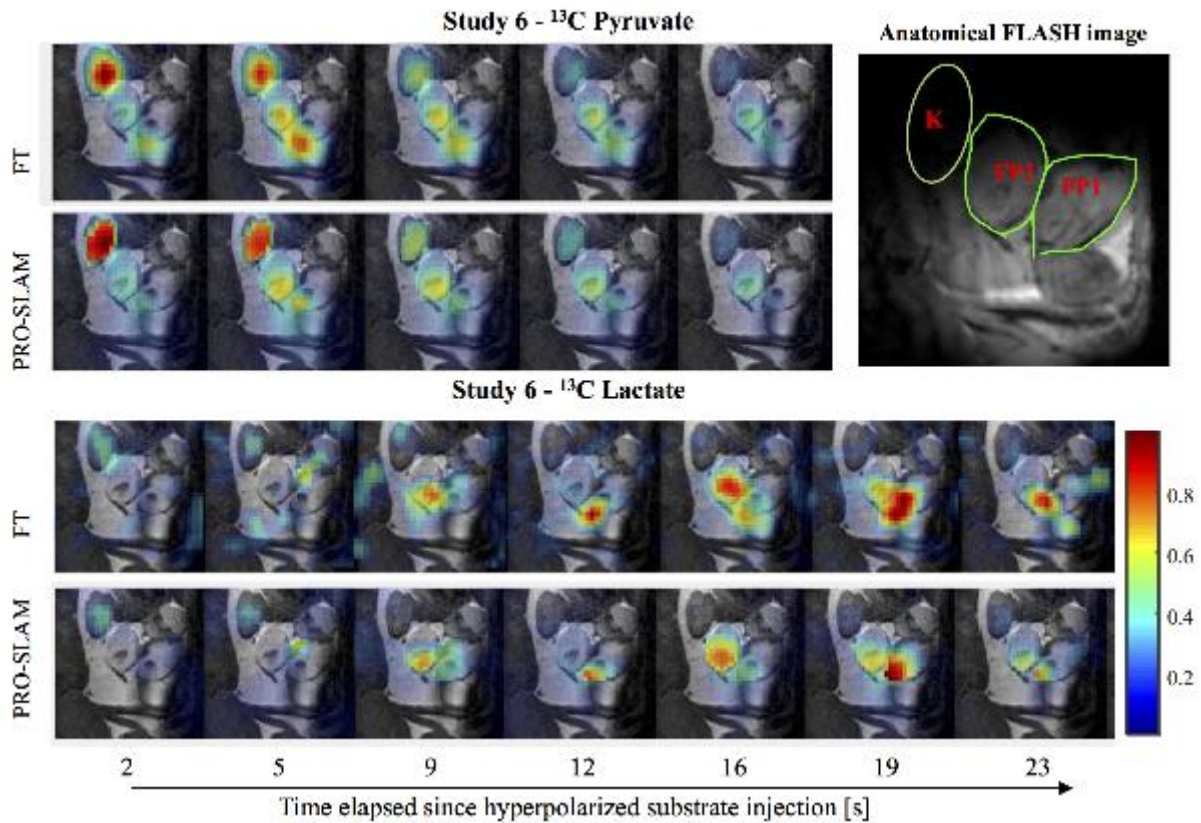 Study 6 - ¹³C Pyruvate
Anatomical FLASH image
FT
K
FP2
FP1
PRO-SLAM
Study 6 - ¹³C Lactate
FT
0.8
0.6
0.4
0.2
PRO-SLAM
2 5 9 12 16 19 23
Time elapsed since hyperpolarized substrate injection [s]